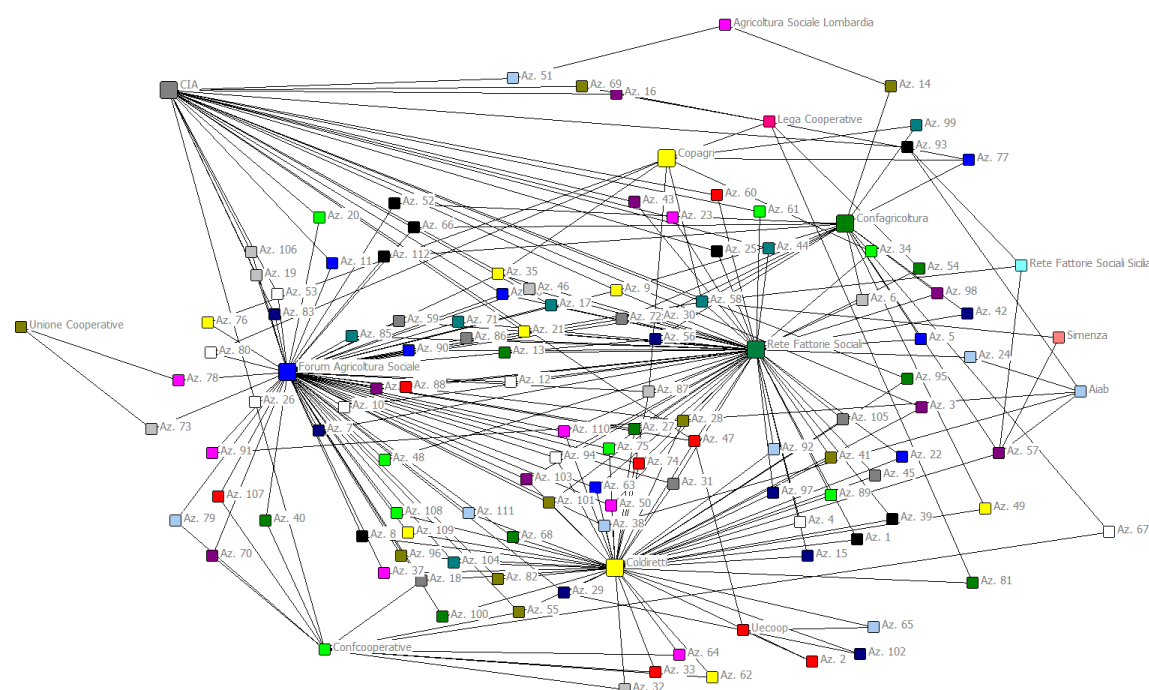 Agricoltura Sociale Lombardia
Az. 51
CIA
Az. 69
Az. 14
Az. 16
Lega Cooperative
Az. 99
Az. 93
Copagri
Az. 77
Az. 60
Az. 52
Az. 43
Az. 61
Az. 20
Az. 23
Confagricoltura
Az. 66
Az. 106
Az. 112
Az. 25
Az. 44
Az. 34
Az. 11
Rete Fattorie Sociali Sicilia
Az. 19
Az. 35
Az. 54
Az. 53
Az. 46
Az. 9
Az. 98
Az. 58
Az. 6
Az. 17
Az. 83
Az. 42
Az. 76
Az. 59
Az. 71
Az. 72
Az. 30
Unione Cooperative
Az. 21
Az. 85
Az. 86
Az. 56
Az. 5
Simenza
Az. 80
Az. 90
Az. 13
Rete Fattorie Sociali
Az. 24
Forum Agricoltura Sociale
Az. 78
Az. 88
Az. 12
Az. 95
Az. 87
Aiab
Az. 26
Az. 10
Az. 3
Az. 73
Az. 7
Az. 110
Az. 27
Az. 28
Az. 105
Az. 47
Az. 91
Az. 75
Az. 92
Az. 57
Az. 48
Az. 94
Az. 74
Az. 41
Az. 22
Az. 103
Az. 31
Az. 45
Az. 63
Az. 97
Az. 89
Az. 107
Az. 101
Az. 50
Az. 49
Az. 79
Az. 40
Az. 108
Az. 111
Az. 38
Az. 4
Az. 39
Az. 109
Az. 67
Az. 8
Az. 68
Az. 1
Az. 70
Az. 96
Az. 104
Az. 15
Az. 37
Az. 18
Az. 82
Coldirette
Az. 81
Az. 29
Az. 100
Az. 55
Uecoop
Az. 65
Confcooperative
Az. 64
Az. 102
Az. 2
Az. 33
Az. 62
Az. 32